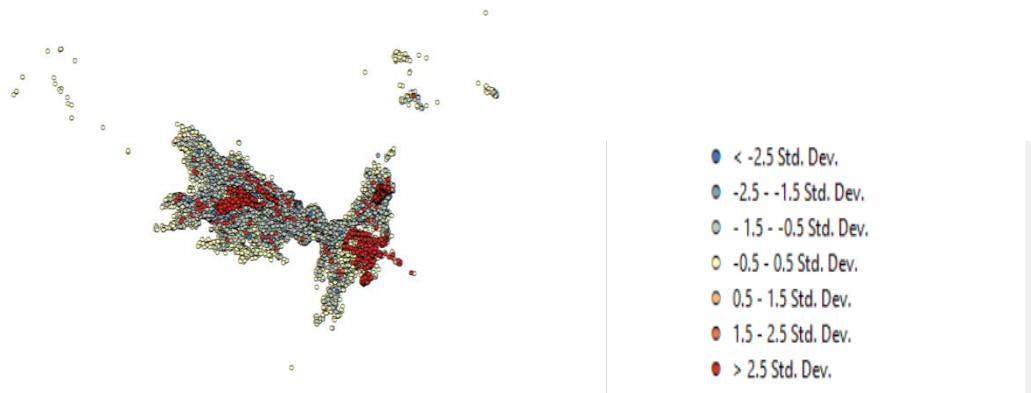 < -2.5 Std. Dev.
-2.5 - -1.5 Std. Dev.
- 1.5 - -0.5 Std. Dev.
-0.5 - 0.5 Std. Dev.
0.5 - 1.5 Std. Dev.
1.5 - 2.5 Std. Dev.
> 2.5 Std. Dev.